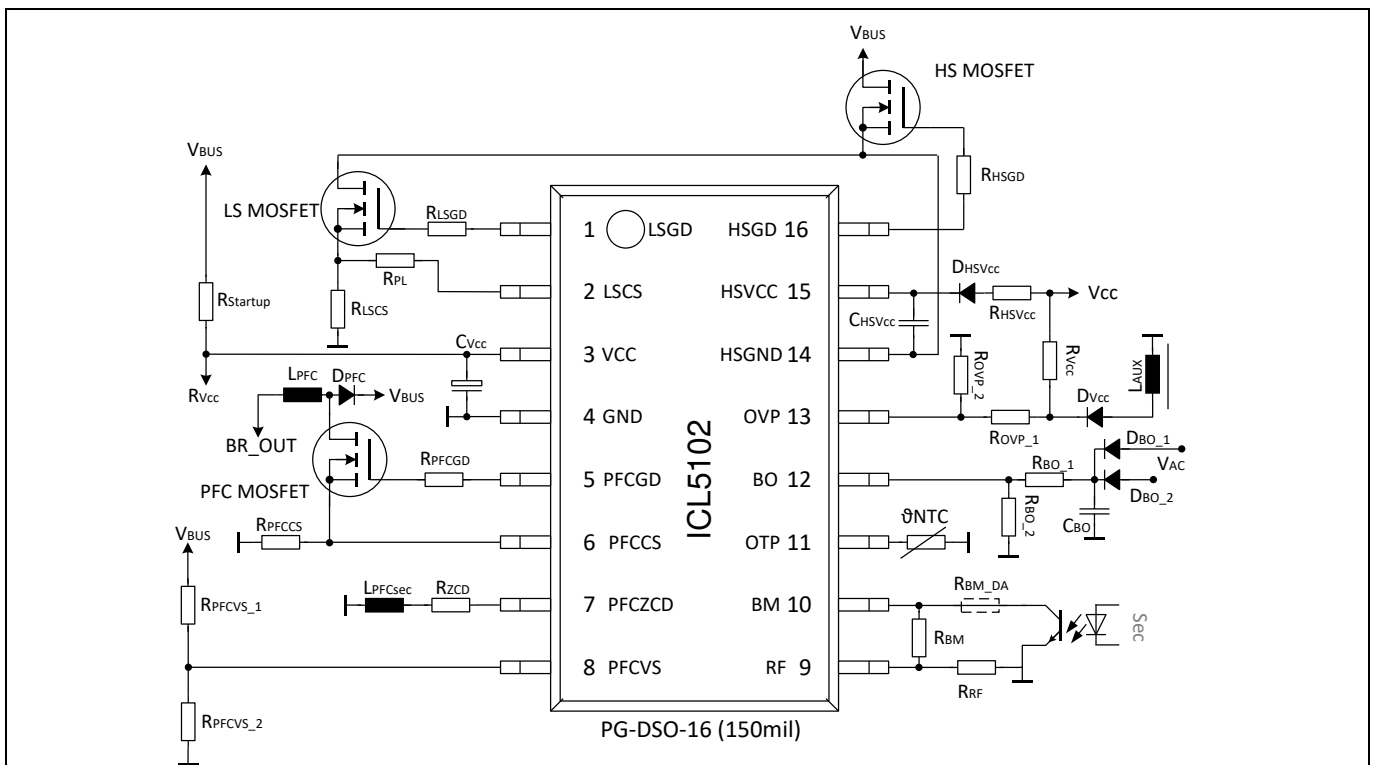 VBUS
HS MOSFET
VBUS
RHSGD
LS MOSFET
RLSGD
1 LSGD
HSGD 16
DHSVcc
RPL
2 LSCS
HSVCC 15
Vcc
RStartup
RLSCS
CHSVcc
RHSVcc
CVcc
3 VCC
HSGND 14
ROVP_2
RVcc
LAUX
RVcc
LPFC
DPFC
VBUS
DVcc
4 GND
OVP 13
ROVP_1
BR_OUT
DBO_1
RPFCGD
RBO_1
VAC
5 PFCGD
BO 12
DBO_2
PFC MOSFET
RBO_2
CBO
VBUS
RPFCCS
ϑNTC
6 PFCCS
OTP 11
ICL5102
LPFCsec
RZCD
RBM_DA
RPFCVS_1
7 PFCZCD
BM 10
RBM
Sec
8 PFCVS
RF 9
RRF
RPFCVS_2
PG-DSO-16 (150mil)